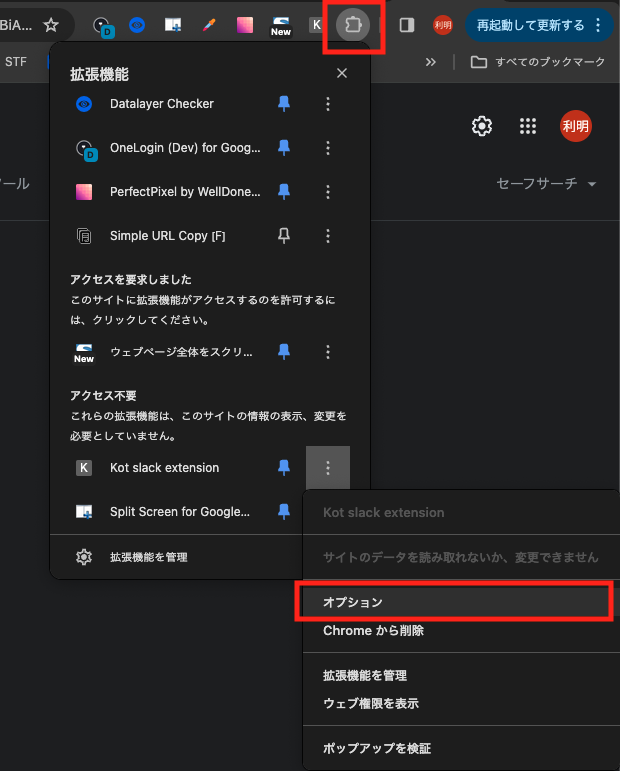 BiA...
New
K
利明
再起動して更新する
STF
すべてのブックマーク
拡張機能
Datalayer Checker
D
OneLogin (Dev) for Goog...
D
PerfectPixel by WellDone...
Simple URL Copy [F]
利明
ール
セーフサーチ
アクセスを要求しました
このサイトに拡張機能がアクセスするのを許可するに
は、クリックしてください。
New
ウェブページ全体をスクリ...
アクセス不要
これらの拡張機能は、このサイトの情報の表示、変更を
必要としていません。
K
Kot slack extension
Split Screen for Google...
拡張機能を管理
Kot slack extension
サイトのデータを読み取れないか、変更できません
オプション
Chrome から削除
拡張機能を管理
ウェブ権限を表示
ポップアップを検証